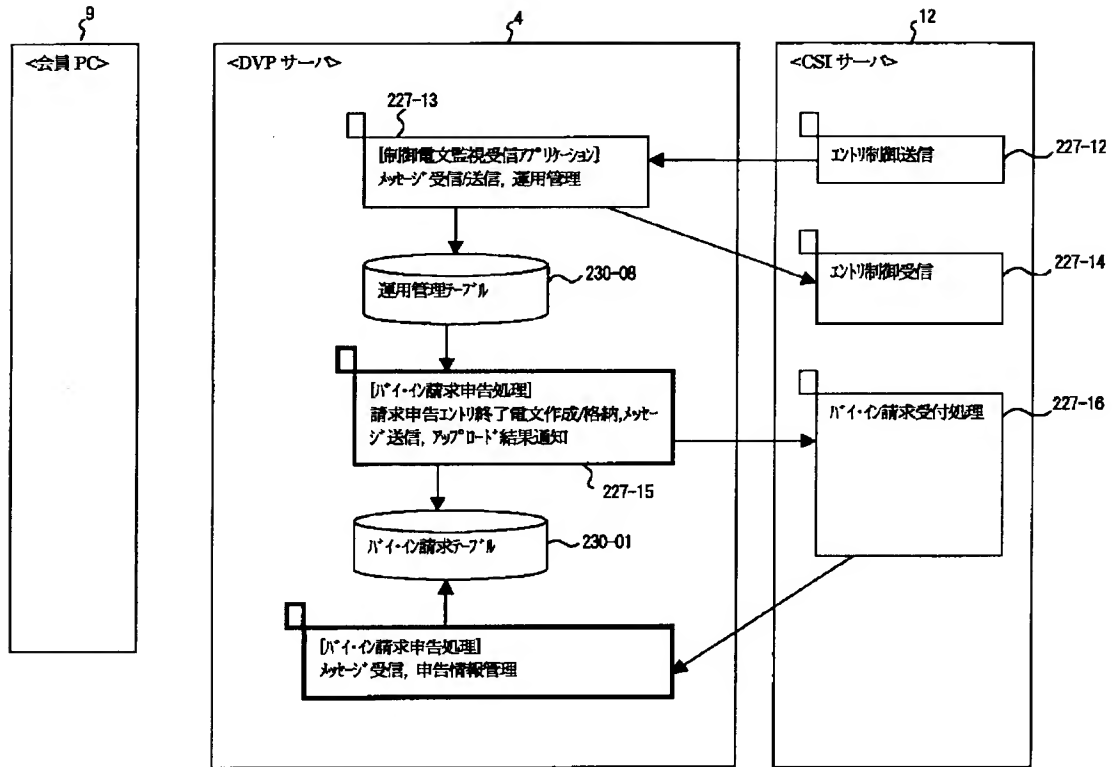 9
4
12
<会員 PC>
<DVP サーバ>
<CSI サーバ>
227-13
[制御電文監視受信アプリケーション]
メッセージ受信/送信, 運用管理
エントリ制御送信
227-12
エントリ制御受信
227-14
運用管理テーブル
230-08
[バイ・イン請求申告処理]
請求申告エントリ終了電文作成/格納,メッセー
ジ送信, アップロード結果通知
227-15
バイ・イン請求受付処理
227-16
バイ・イン請求テーブル
230-01
[バイ・イン請求申告処理]
メッセージ受信, 申告情報管理